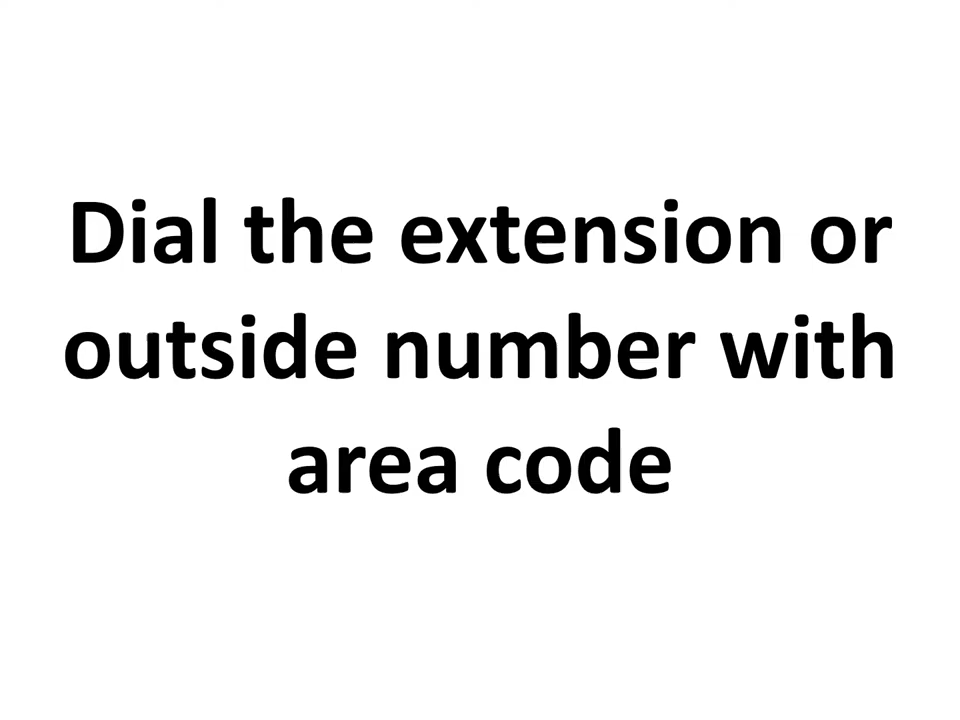 Dial the extension or
outside number with
area code